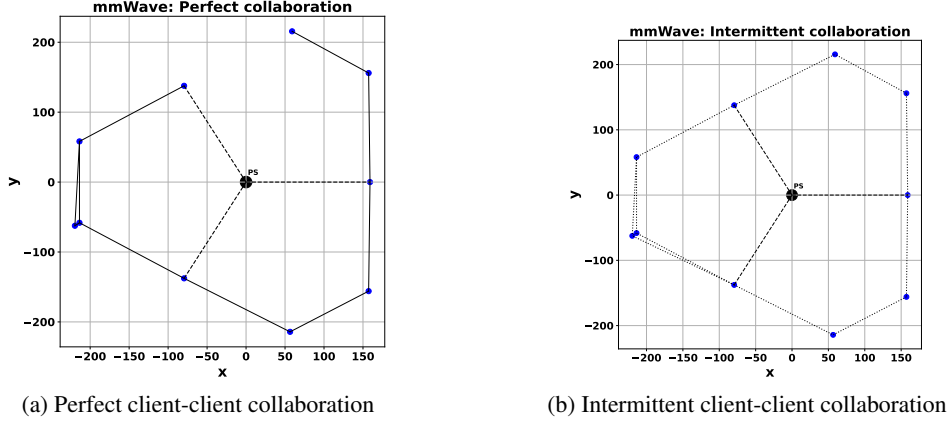 mmWave: Perfect collaboration
200
100
0
−100
−200
y
PS
−200 −150 −100 −50 0 50 100 150
x
(a) Perfect client-client collaboration
mmWave: Intermittent collaboration
200
100
0
−100
−200
y
PS
−200 −150 −100 −50 0 50 100 150
x
(b) Intermittent client-client collaboration